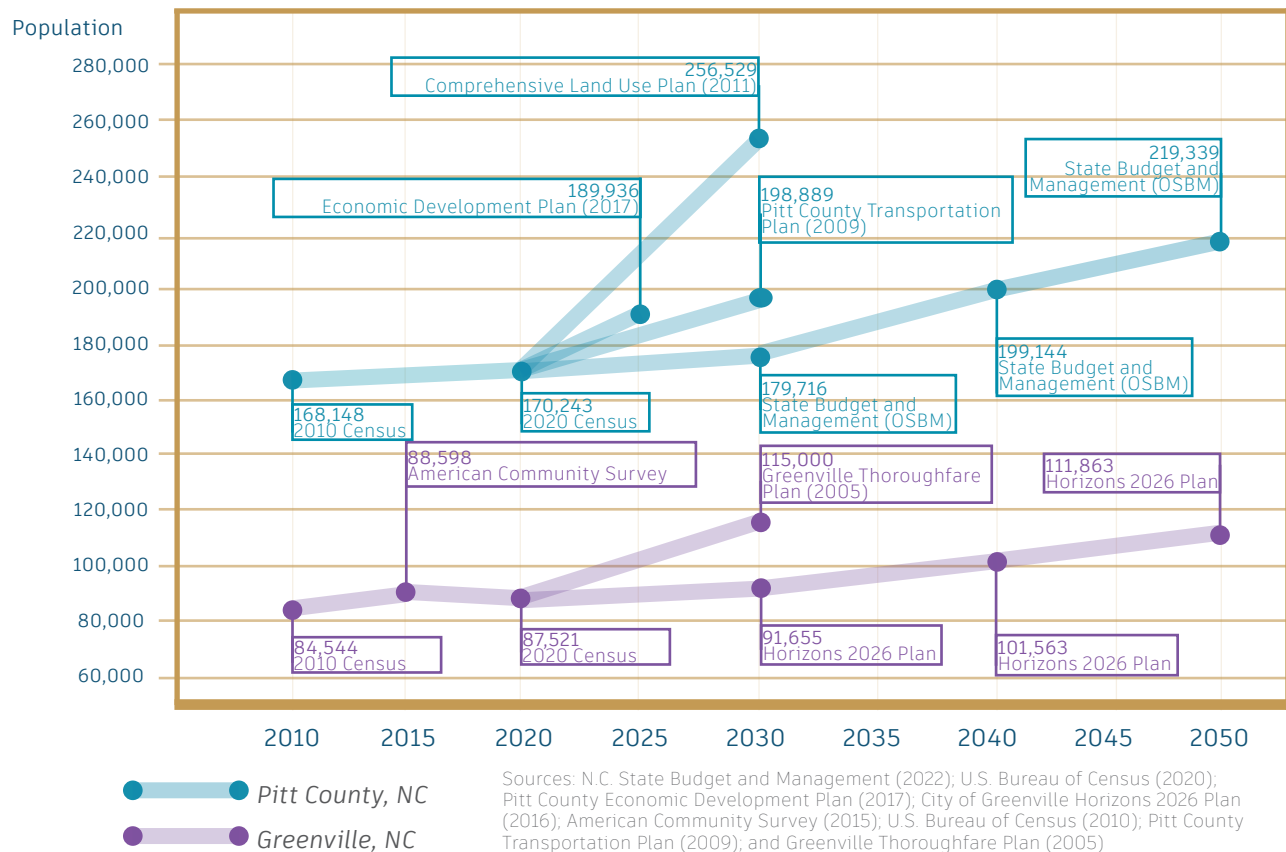 Population
280,000
260,000
240,000
220,000
200,000
180,000
160,000
140,000
120,000
100,000
80,000
60,000
256,529
Comprehensive Land Use Plan (2011)
189,936
Economic Development Plan (2017)
198,889
Pitt County Transportation
Plan (2009)
219,339
State Budget and
Management (OSBM)
168,148
2010 Census
170,243
2020 Census
179,716
State Budget and
Management (OSBM)
199,144
State Budget and
Management (OSBM)
88,598
American Community Survey
115,000
Greenville Thoroughfare
Plan (2005)
111,863
Horizons 2026 Plan
84,544
2010 Census
87,521
2020 Census
91,655
Horizons 2026 Plan
101,563
Horizons 2026 Plan
2010
2015
2020
2025
2030
2035
2040
2045
2050
Pitt County, NC
Greenville, NC
Sources: N.C. State Budget and Management (2022); U.S. Bureau of Census (2020);
Pitt County Economic Development Plan (2017); City of Greenville Horizons 2026 Plan
(2016); American Community Survey (2015); U.S. Bureau of Census (2010); Pitt County
Transportation Plan (2009); and Greenville Thoroughfare Plan (2005)